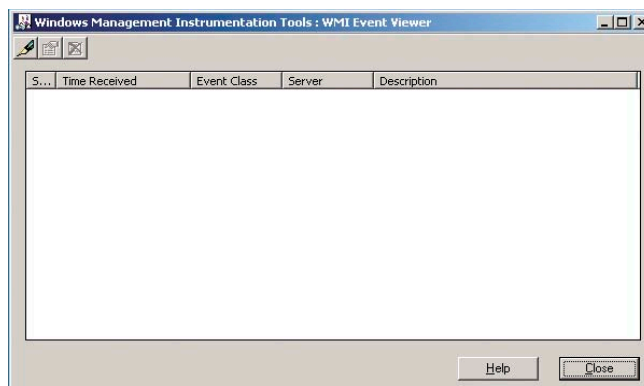 Windows Management Instrumentation Tools : WMI Event Viewer
S... Time Received Event Class Server Description
Help Close